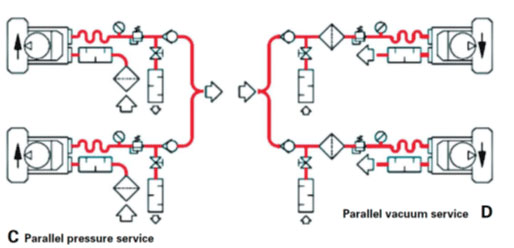 Parallel vacuum service D
C Parallel pressure service